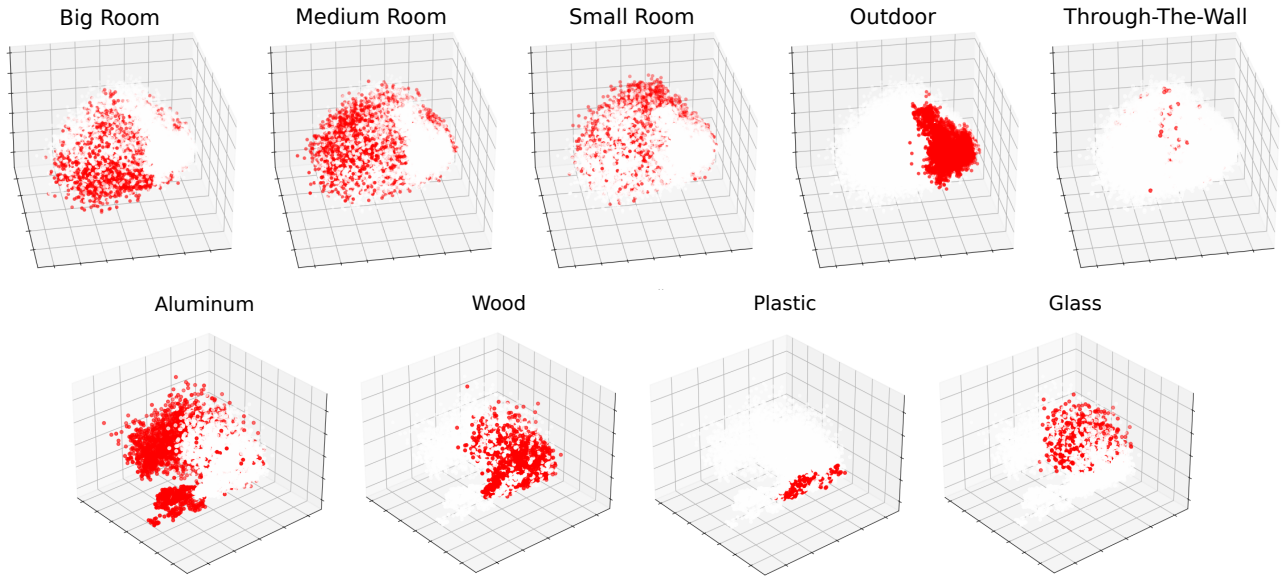 Big Room
Medium Room
Small Room
Outdoor
Through-The-Wall
Aluminum
Wood
Plastic
Glass